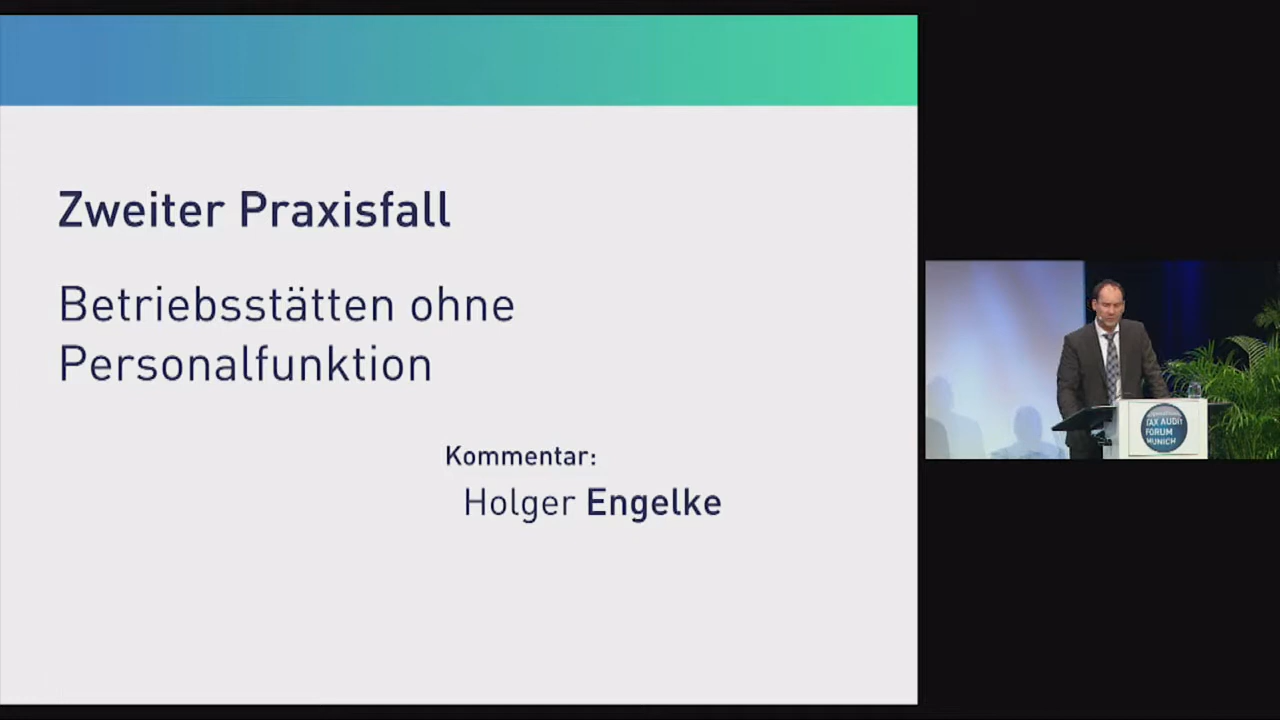 Zweiter Praxisfall
Betriebsstätten ohne
Personalfunktion
Kommentar:
Holger Engelke
TAX AUDIT
FORUM
MUNICH